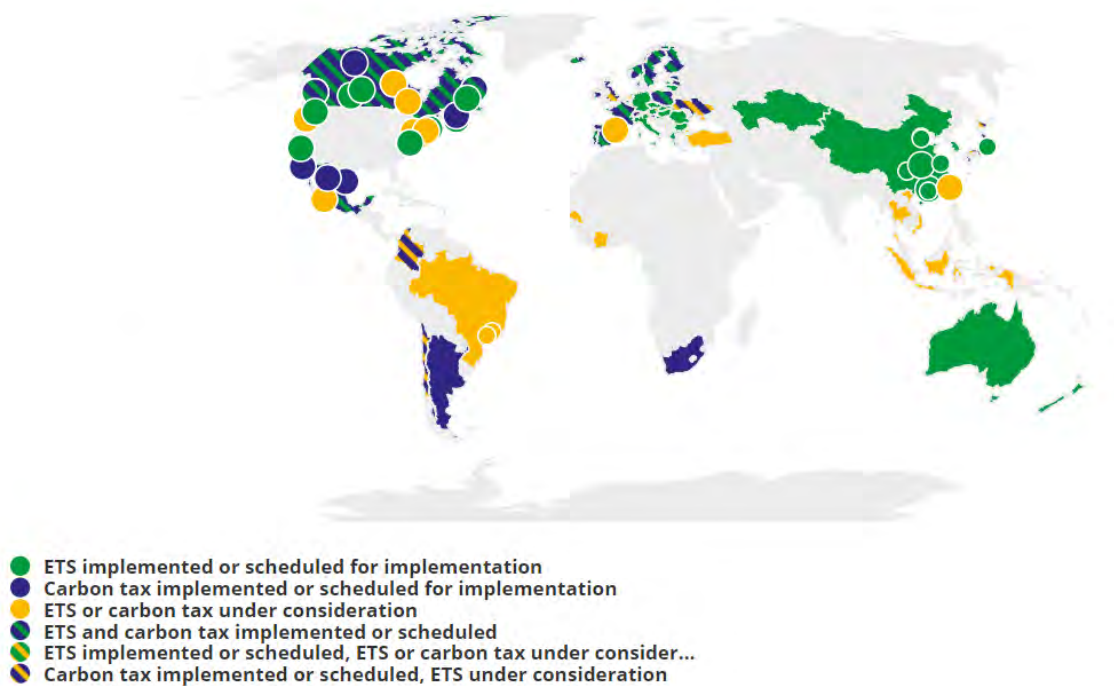 ETS implemented or scheduled for implementation
Carbon tax implemented or scheduled for implementation
ETS or carbon tax under consideration
ETS and carbon tax implemented or scheduled
ETS implemented or scheduled, ETS or carbon tax under consider...
Carbon tax implemented or scheduled, ETS under consideration